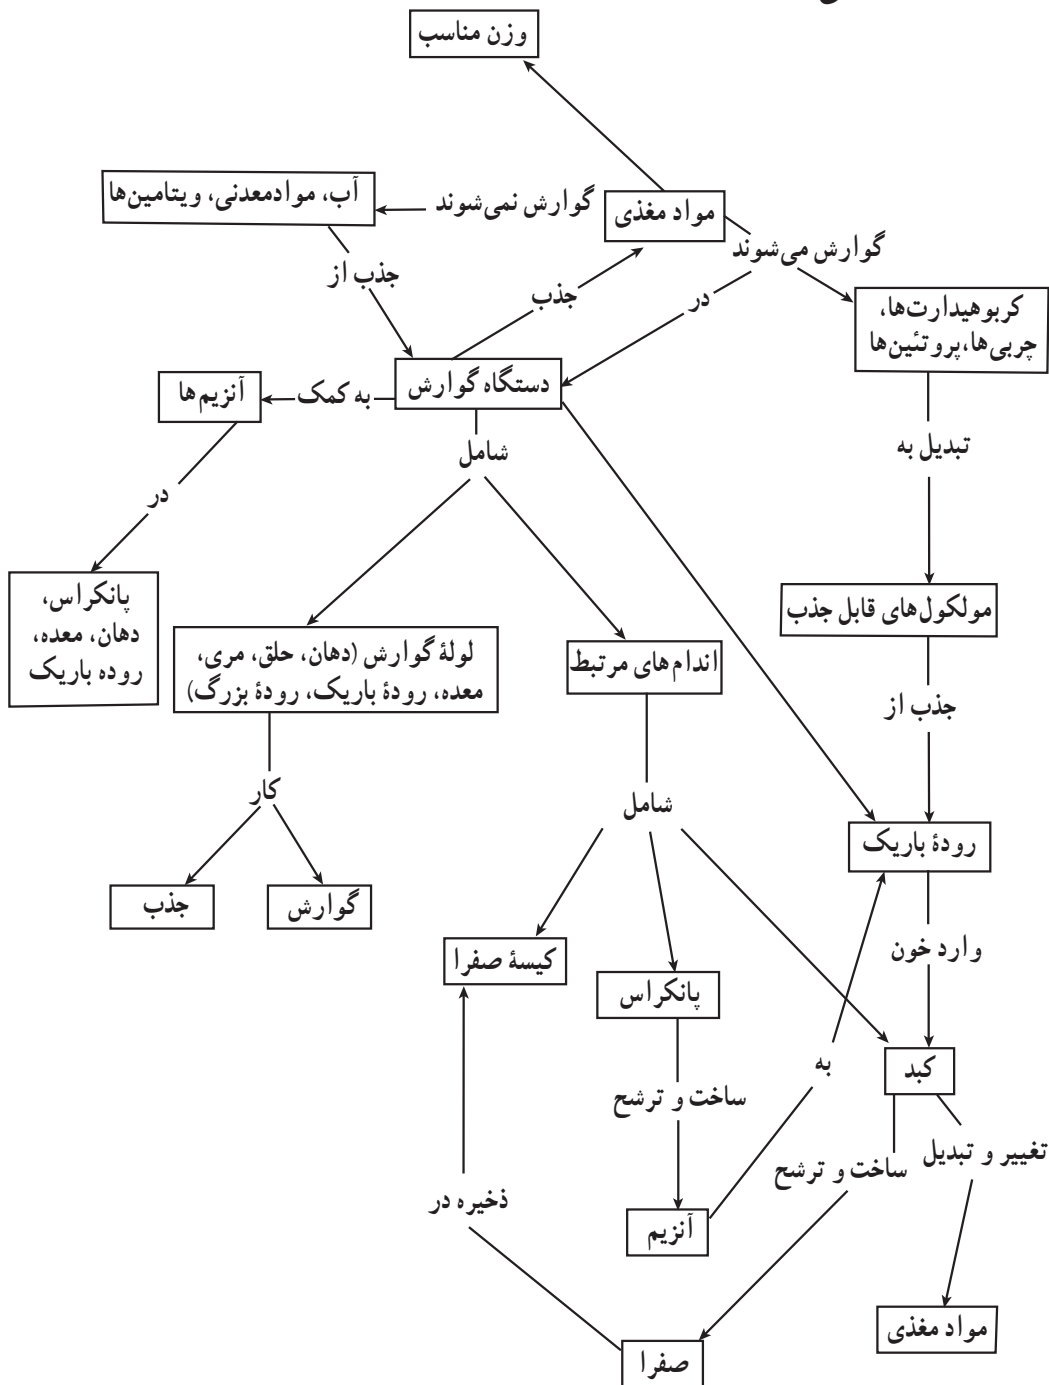 وزن مناسب
آب، موادمعدنی، ویتامین‌ها
گوارش نمی‌شوند
مواد مغذی
گوارش می‌شوند
جذب از
جذب
در
کربوهیدارت‌ها،
چربی‌ها،پروتئین‌ها
آنزیم‌ها
به کمک
دستگاه گوارش
شامل
تبدیل به
در
پانکراس،
دهان، معده،
روده باریک
لولهٔ گوارش (دهان، حلق، مری،
معده، رودهٔ باریک، رودهٔ بزرگ)
اندام‌های مرتبط
مولکول‌های قابل جذب
جذب از
کار
شامل
رودهٔ باریک
جذب
گوارش
کیسهٔ صفرا
پانکراس
وارد خون
به
کبد
ساخت و ترشح
ساخت و ترشح
تغییر و تبدیل
ذخیره در
آنزیم
صفرا
مواد مغذی